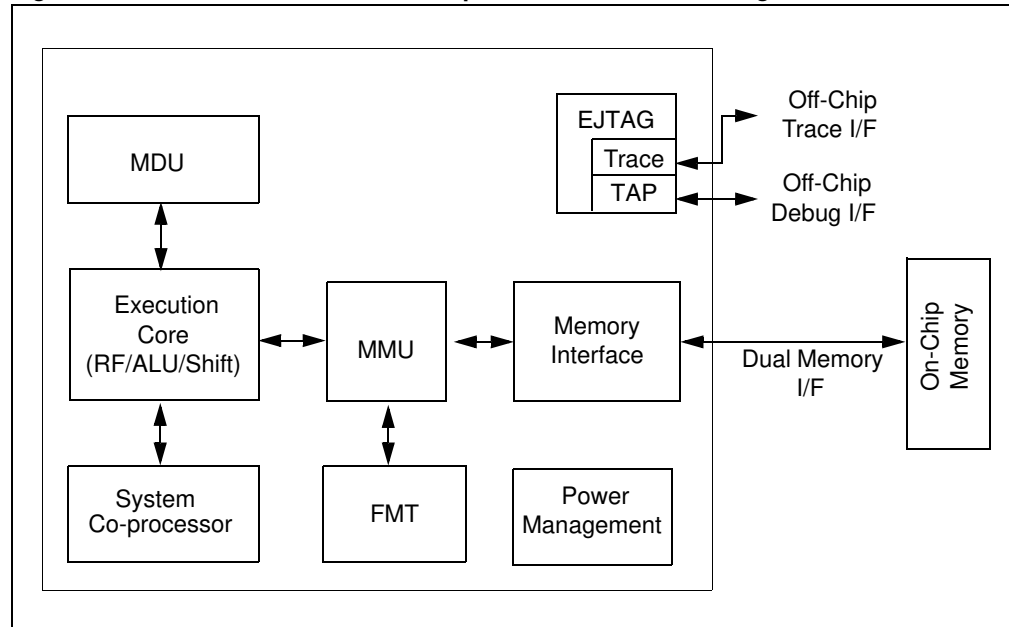 MDU
EJTAG
Trace
TAP
Off-Chip
Trace I/F
Off-Chip
Debug I/F
Execution
Core
(RF/ALU/Shift)
MMU
Memory
Interface
Dual Memory
I/F
On-Chip
Memory
System
Co-processor
FMT
Power
Management